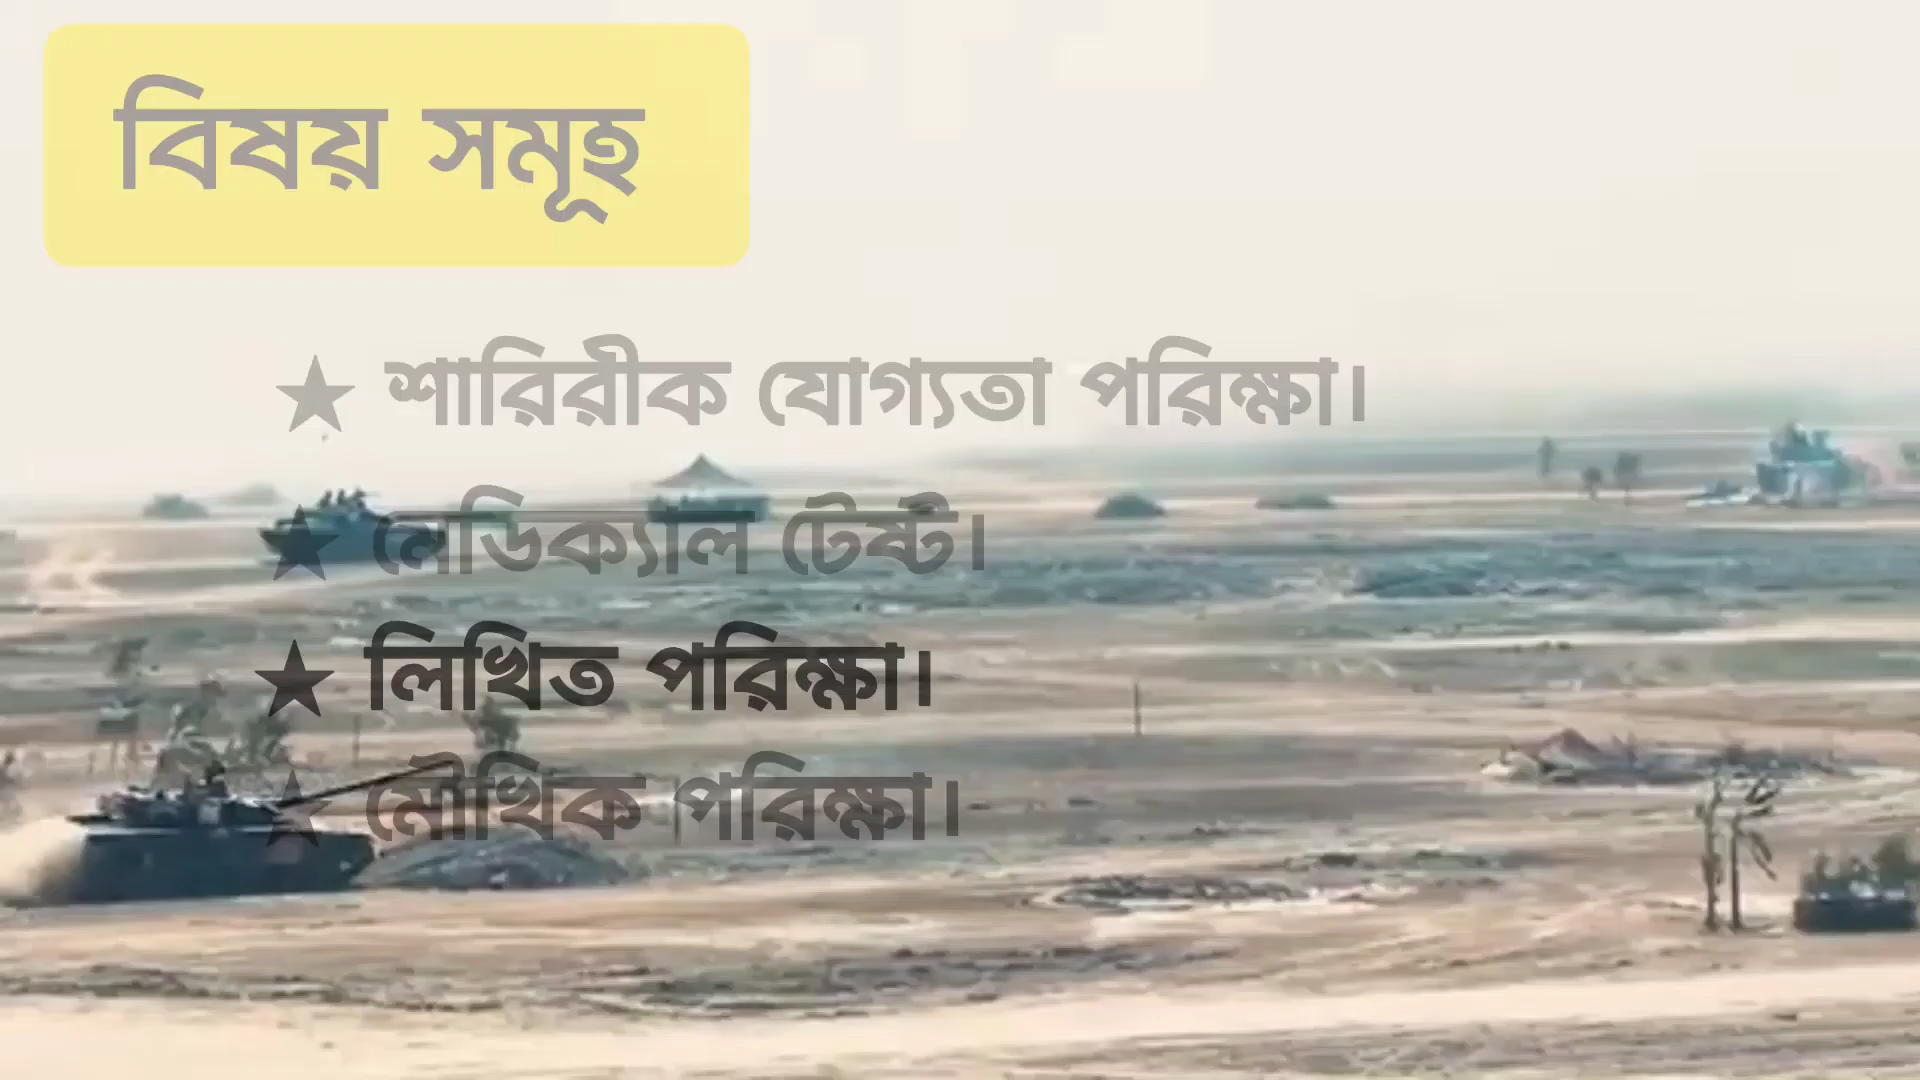 বিষয় সমূহ
★ শারিরীক যোগ্যতা পরিক্ষা।
★ মেডিক্যাল টেষ্ট।
★ লিখিত পরিক্ষা।
★ মৌখিক পরিক্ষা।